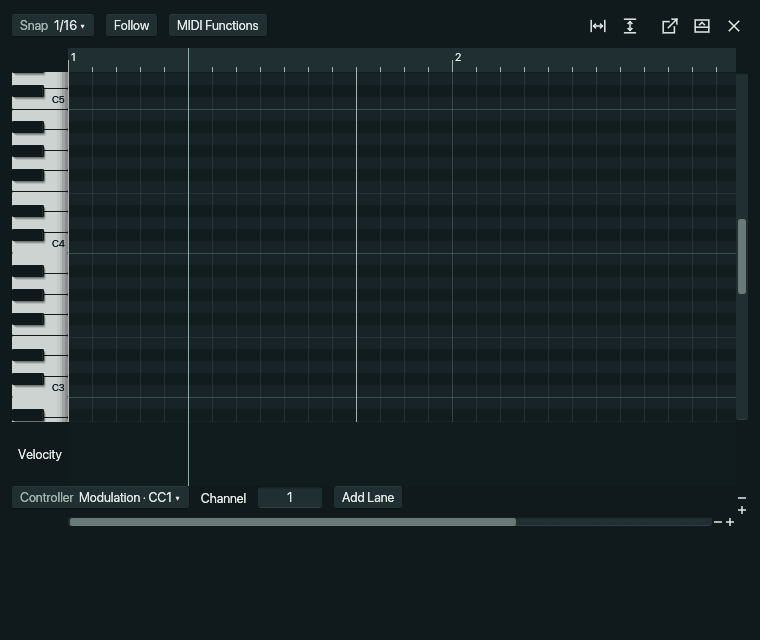 Snap 1/16 Follow MIDI Functions
1 2
C5
C4
C3
Velocity
Controller Modulation · CC1 Channel 1 Add Lane